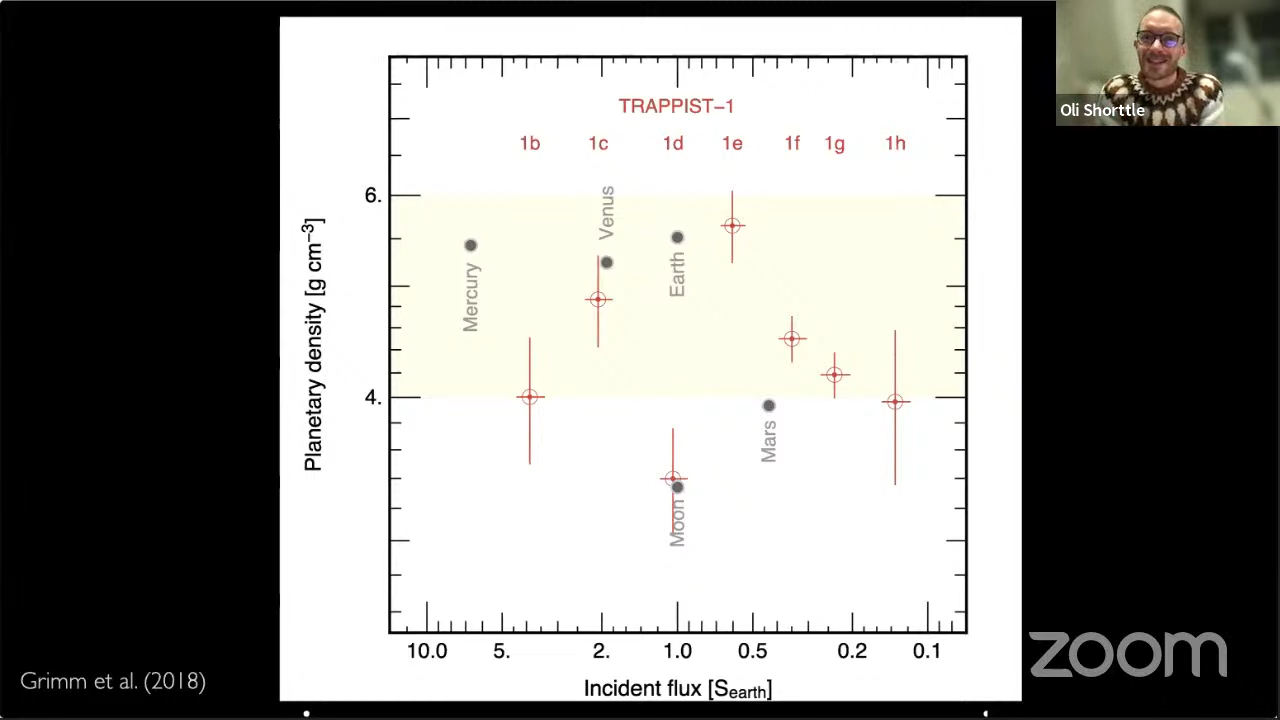 TRAPPIST−1
1b 1c 1d 1e 1f 1g 1h
6.
4.
Planetary density [g cm−3]
Mercury
Venus
Earth
Moon
Mars
10.0 5. 2. 1.0 0.5 0.2 0.1
Incident flux [Searth]
Grimm et al. (2018)
Oli Shorttle
zoom